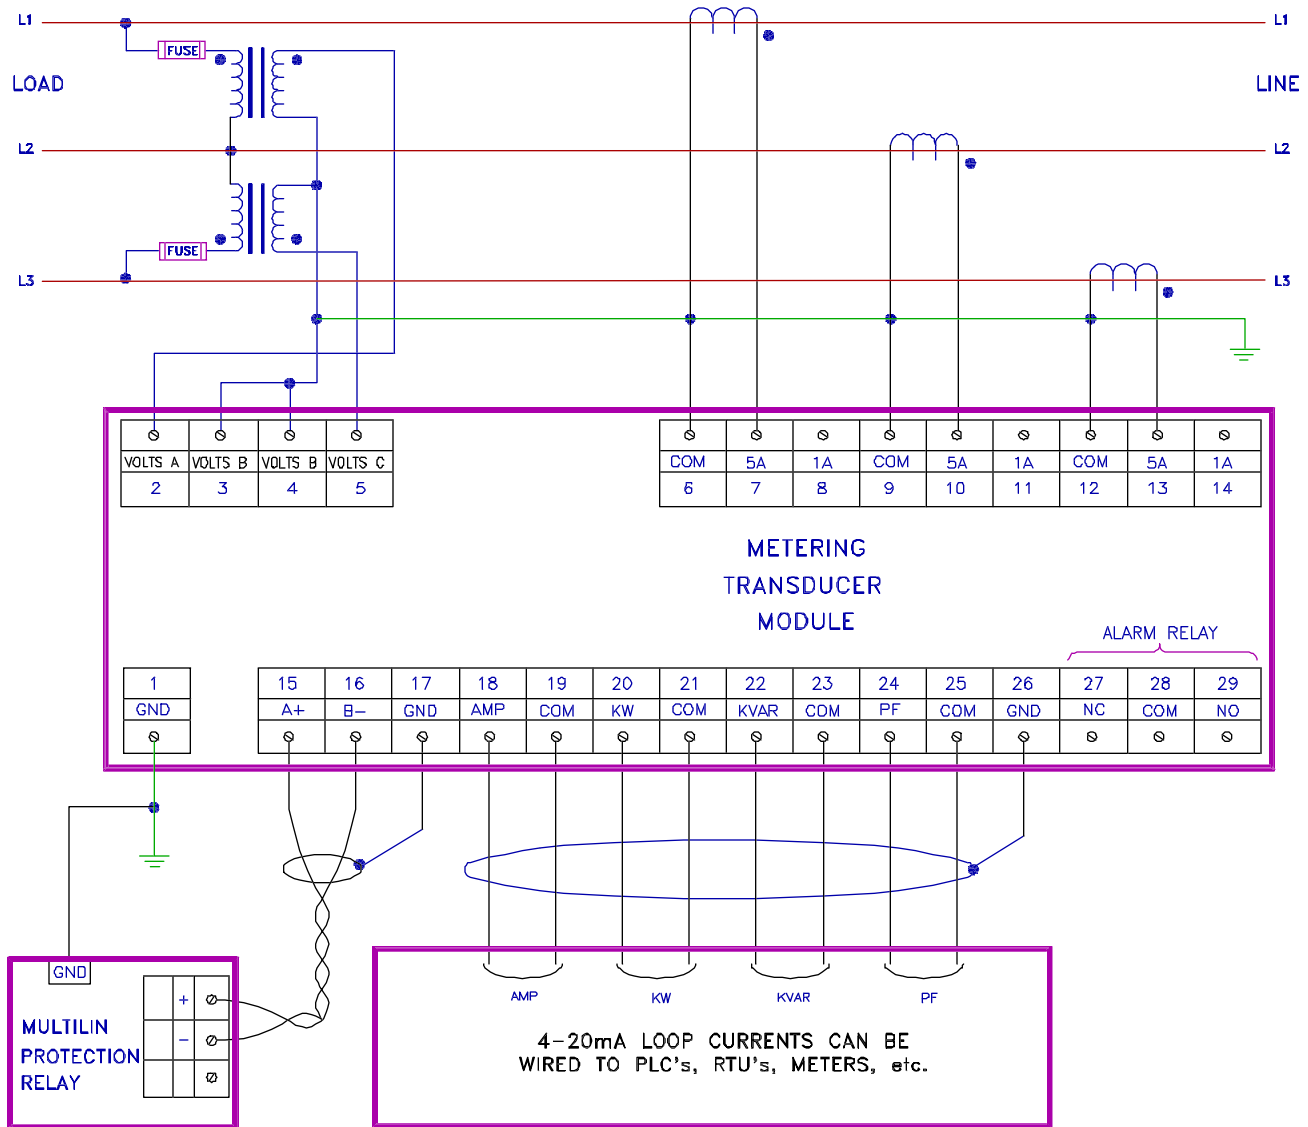 L1 L1
FUSE
LOAD LINE
L2 L2
FUSE
L3 L3
VOLTS A VOLTS B VOLTS B VOLTS C COM 5A 1A COM 5A 1A COM 5A 1A
2 3 4 5 6 7 8 9 10 11 12 13 14
METERING
TRANSDUCER
MODULE
ALARM RELAY
1 15 16 17 18 19 20 21 22 23 24 25 26 27 28 29
GND A+ B- GND AMP COM KW COM KVAR COM PF COM GND NC COM NO
GND
+
-
MULTILIN
PROTECTION
RELAY
AMP KW KVAR PF
4-20mA LOOP CURRENTS CAN BE
WIRED TO PLC's, RTU's, METERS, etc.